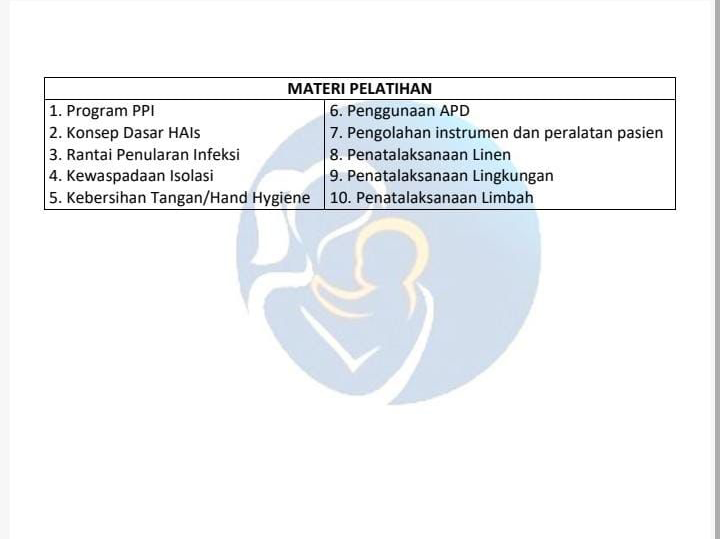 MATERI PELATIHAN
1. Program PPI
2. Konsep Dasar HAIs
3. Rantai Penularan Infeksi
4. Kewaspadaan Isolasi
5. Kebersihan Tangan/Hand Hygiene
6. Penggunaan APD
7. Pengolahan instrumen dan peralatan pasien
8. Penatalaksanaan Linen
9. Penatalaksanaan Lingkungan
10. Penatalaksanaan Limbah